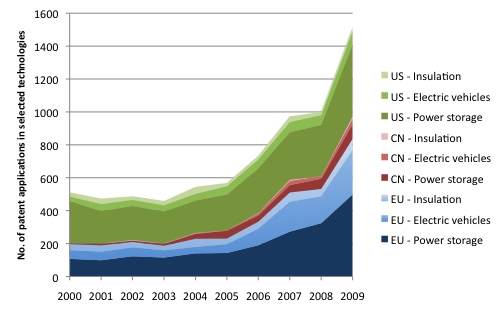 No. of patent applications in selected technologies
1600
1400
1200
1000
800
600
400
200
0
2000 2001 2002 2003 2004 2005 2006 2007 2008 2009
US - Insulation
US - Electric vehicles
US - Power storage
CN - Insulation
CN - Electric vehicles
CN - Power storage
EU - Insulation
EU - Electric vehicles
EU - Power storage